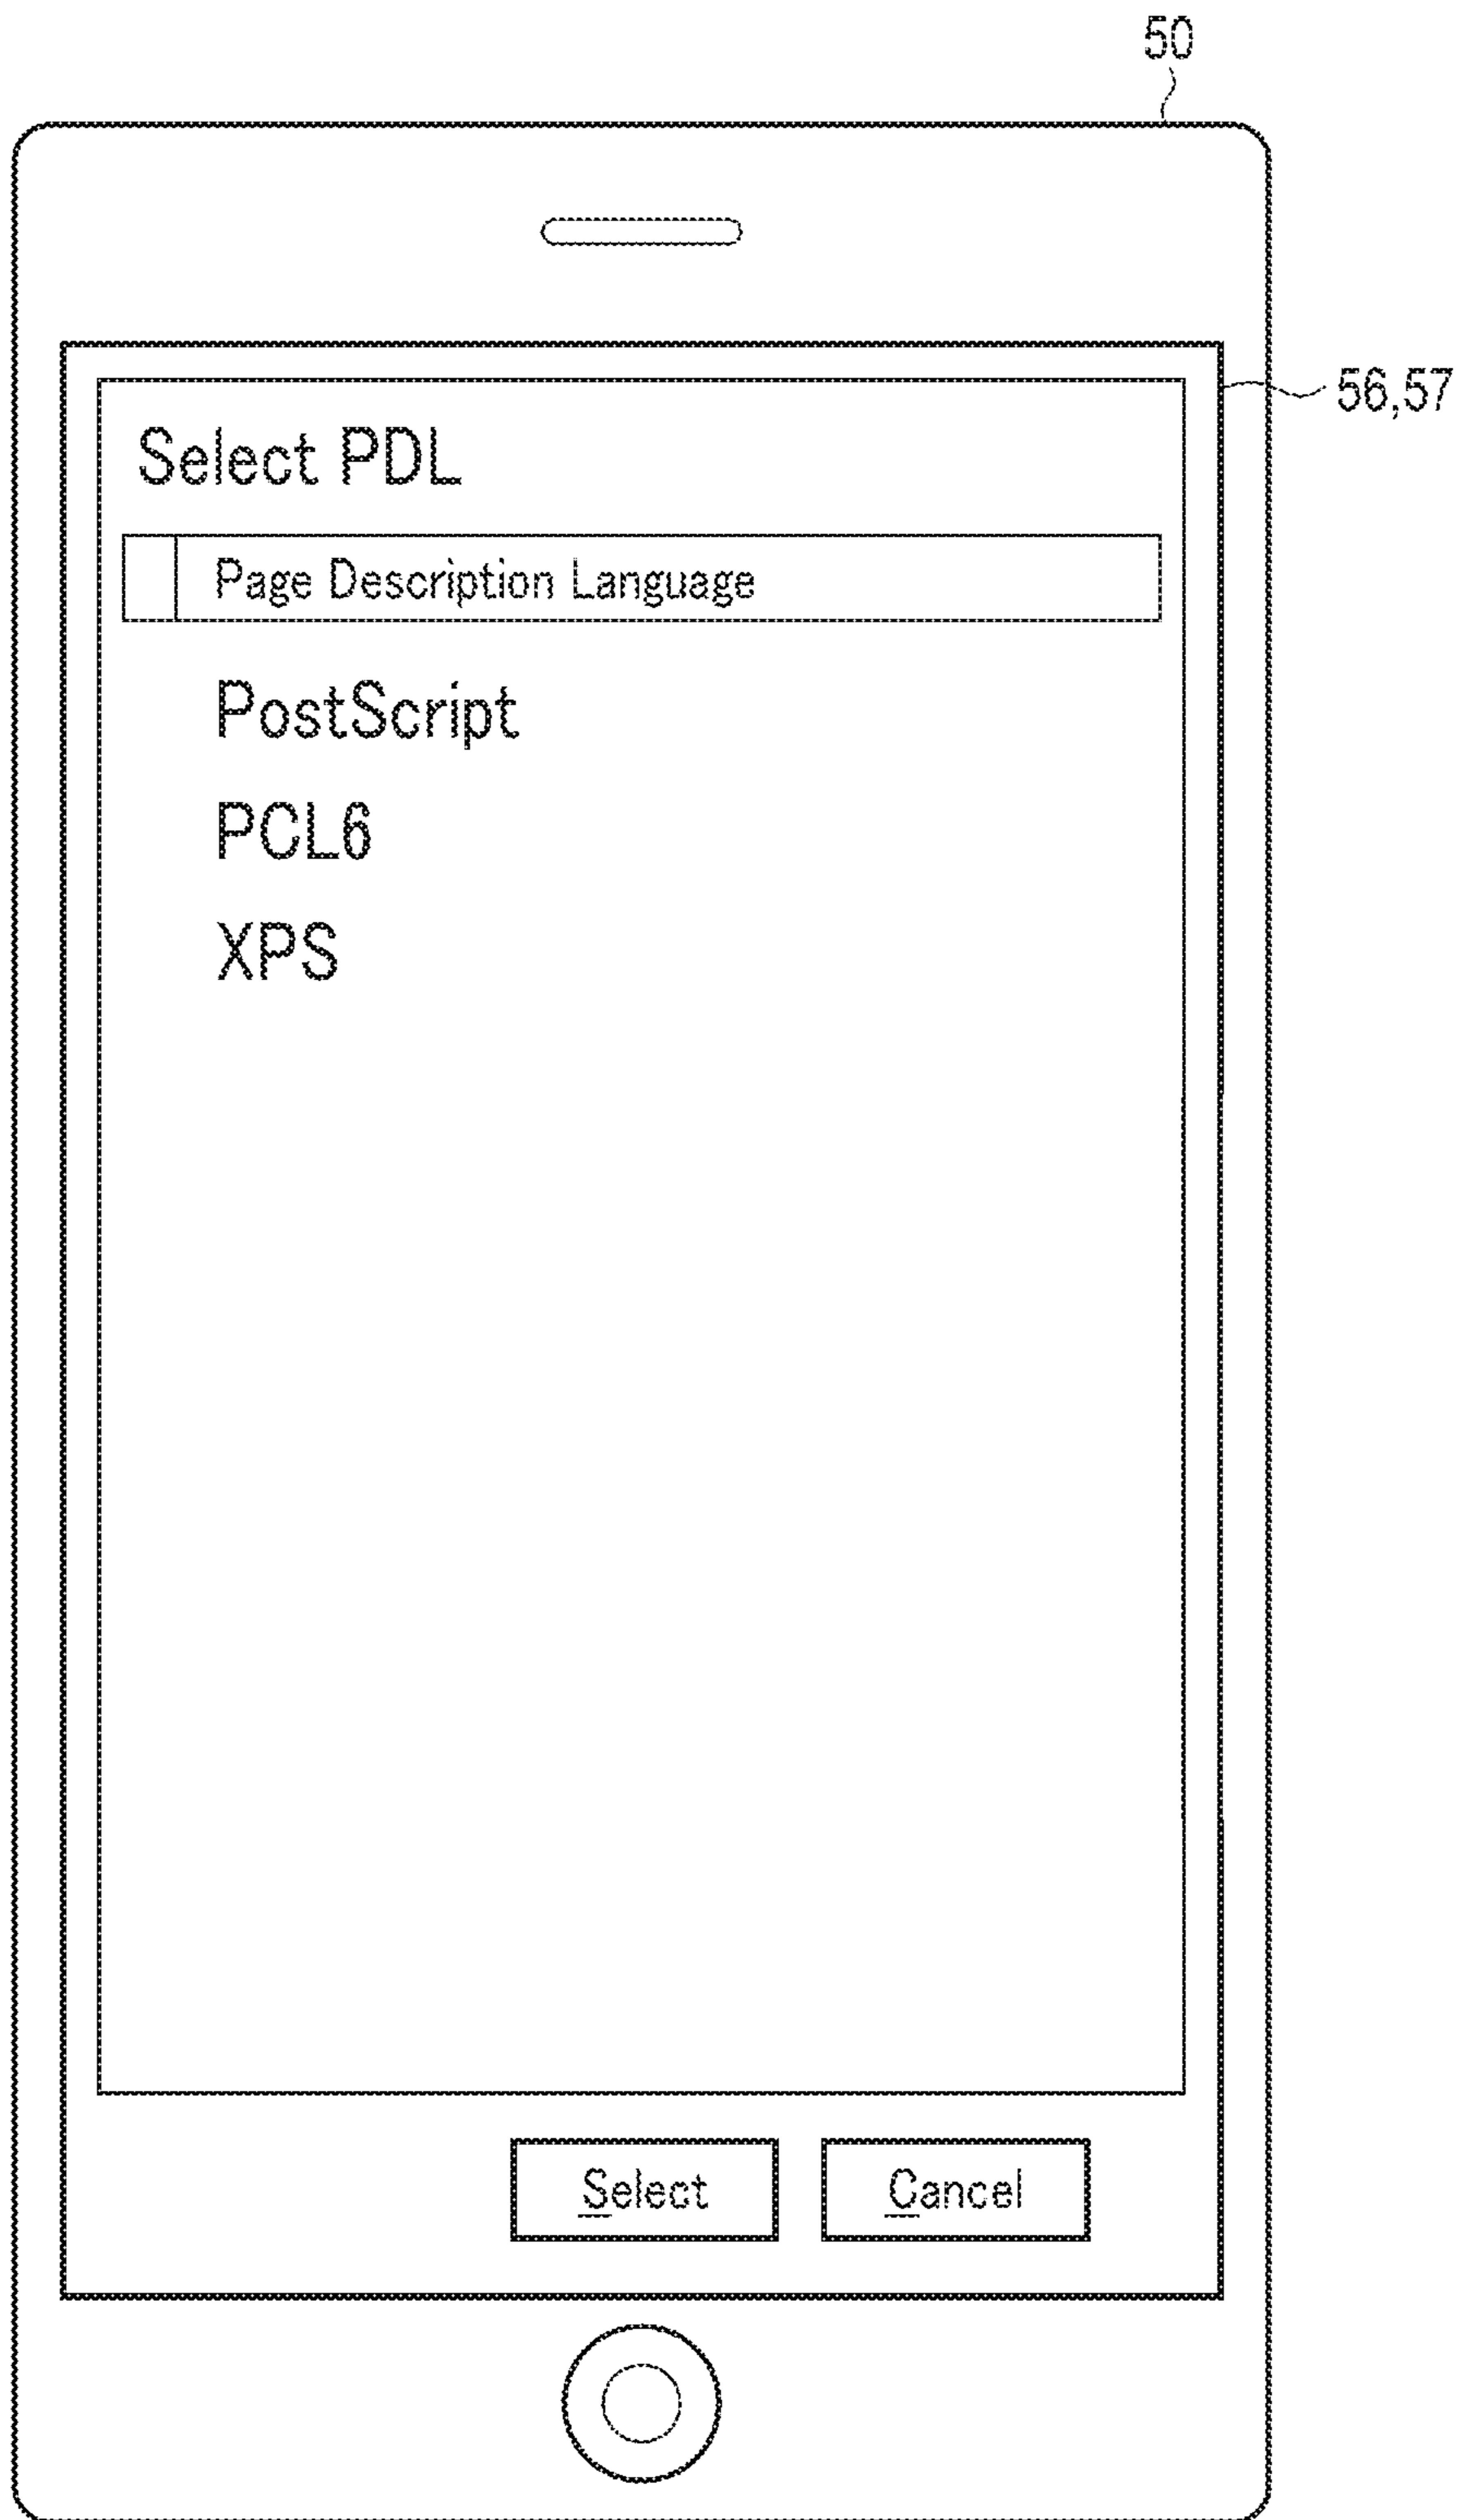 50
56,57
Select PDL
Page Description Language
PostScript
PCL6
XPS
Select Cancel